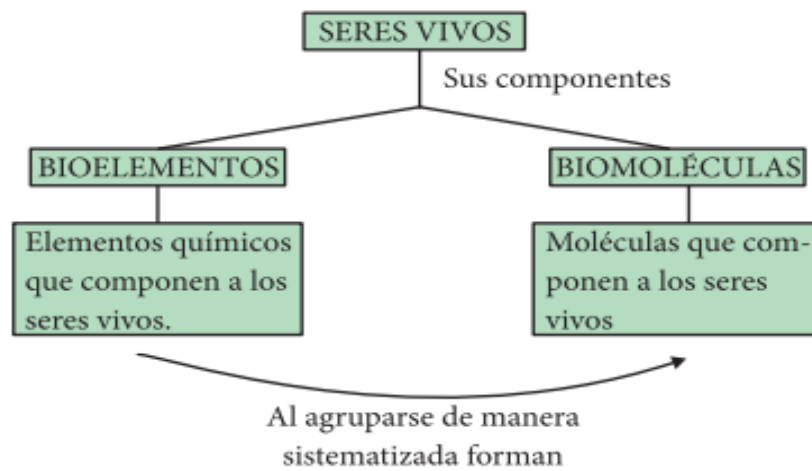 SERES VIVOS
Sus componentes
BIOELEMENTOS
BIOMOLÉCULAS
Elementos químicos
que componen a los
seres vivos.
Moléculas que com-
ponen a los seres
vivos
Al agruparse de manera
sistematizada forman